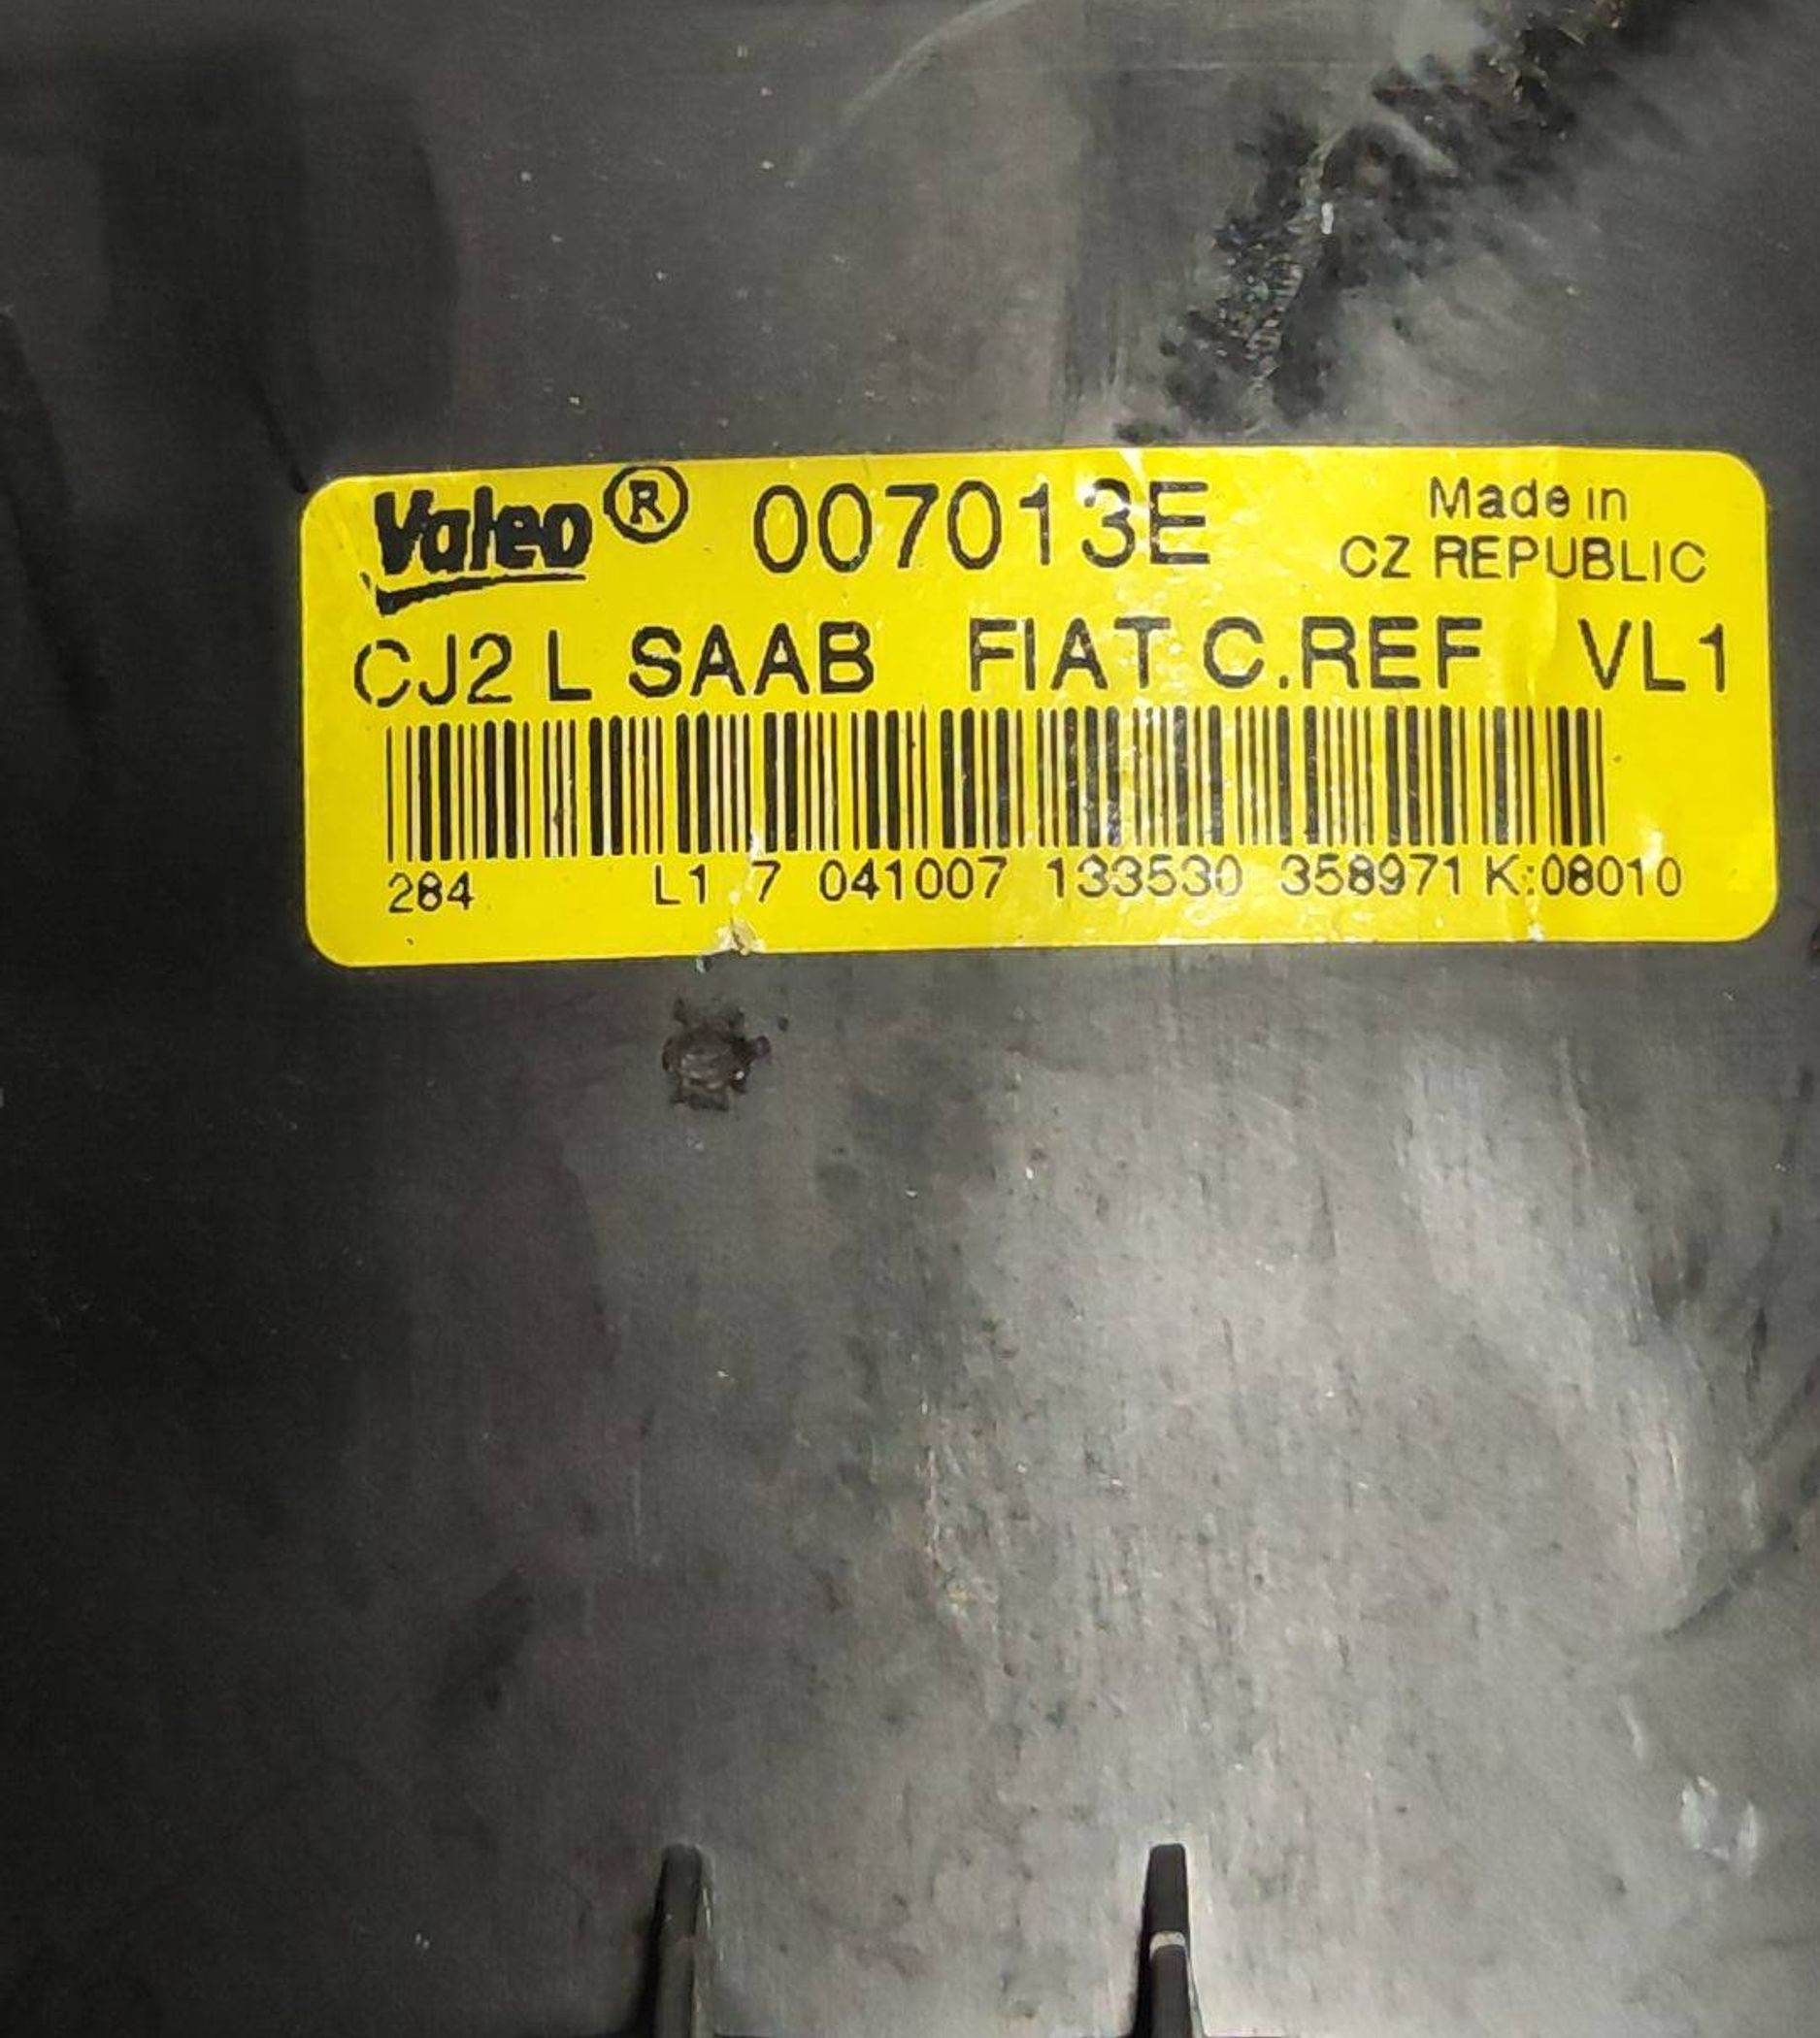 Valeo® 007013E Made in
CZ REPUBLIC
CJ2 L SAAB FIAT C.REF VL1
284 L1 7 041007 133530 358971 K:08010